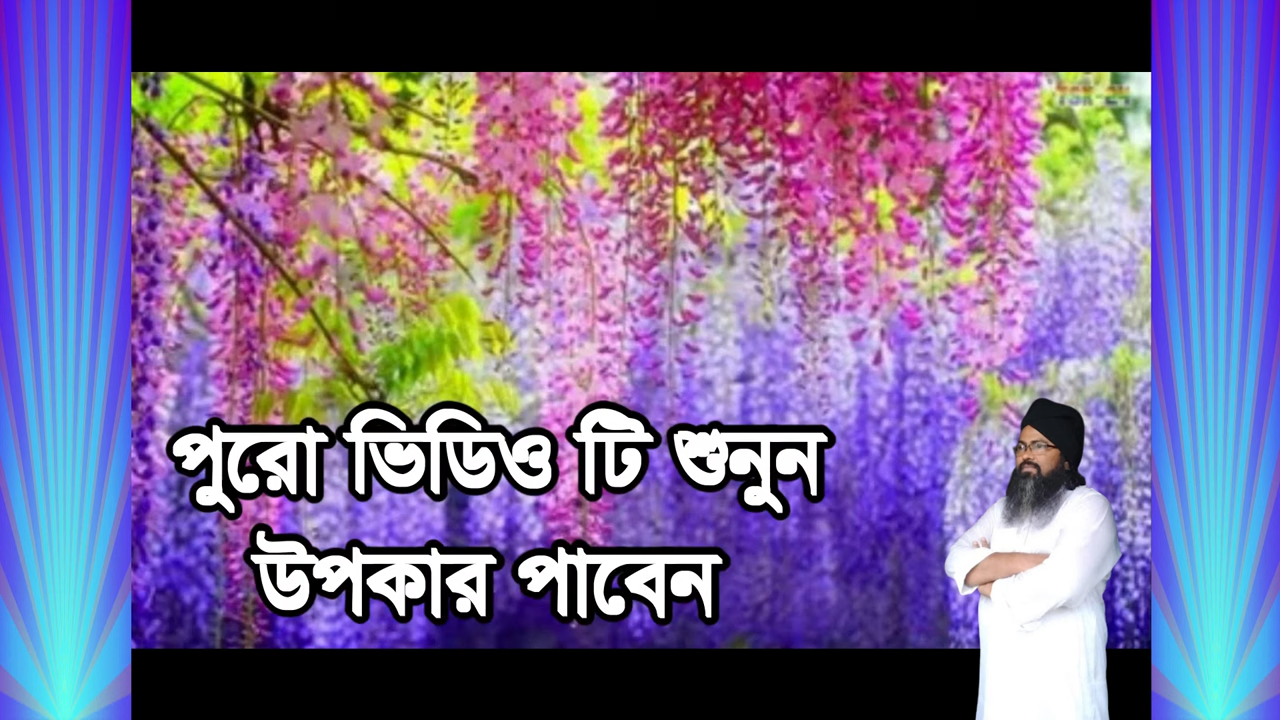 পুরো ভিডিও টি শুনুন
উপকার পাবেন